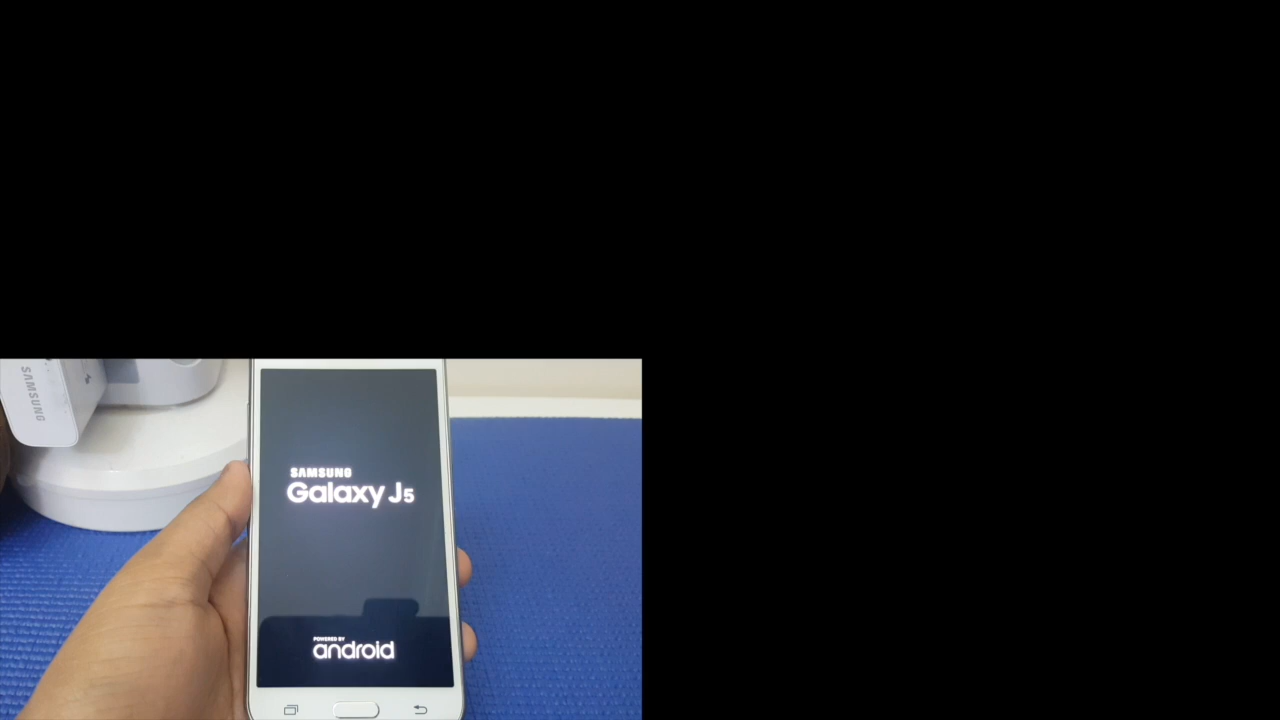 SAMSUNG
SAMSUNG
Galaxy J5
POWERED BY
android